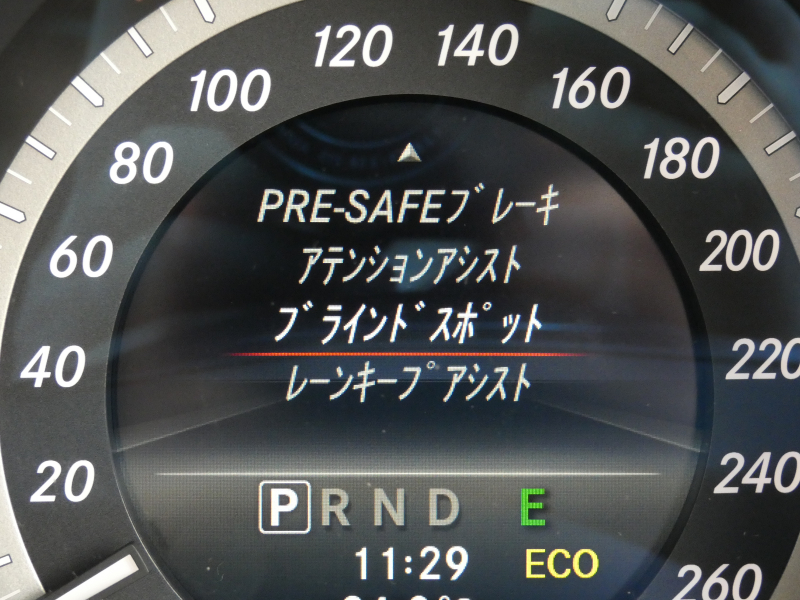 120 140
100 160
80 180
60 200
40 220
20 240
260
PRE-SAFEブレーキ
アテンションアシスト
ブラインドスポット
レーンキープアシスト
P R N D E
11:29 ECO